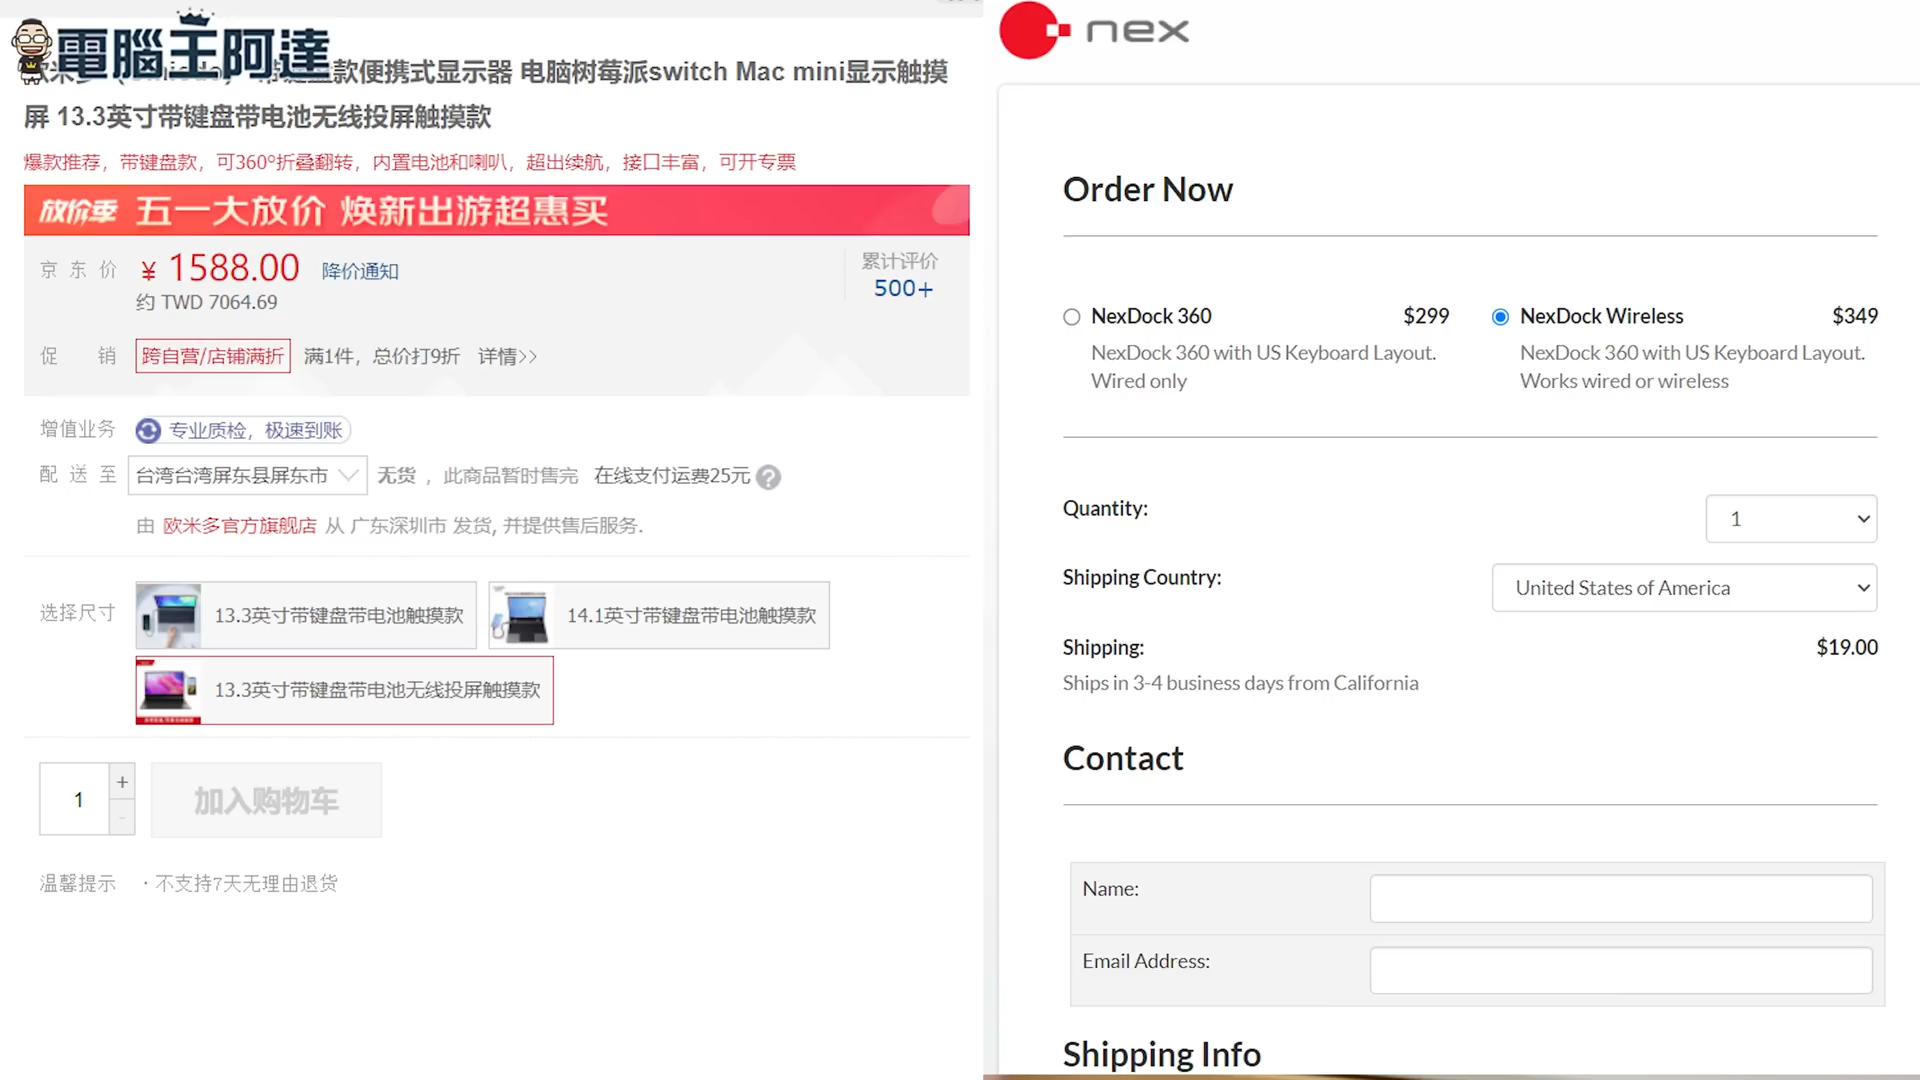 電腦王阿達
款便携式显示器 电脑树莓派switch Mac mini显示触摸
屏 13.3英寸带键盘带电池无线投屏触摸款
爆款推荐，带键盘款，可360°折叠翻转，内置电池和喇叭，超出续航，接口丰富，可开专票
放价季 五一大放价 焕新出游超惠买
京东价 ¥ 1588.00 降价通知
累计评价
500+
约 TWD 7064.69
促销 跨自营/店铺满折 满1件，总价打9折 详情>>
增值业务 专业质检，极速到账
配送至 台湾台湾屏东县屏东市 无货 ，此商品暂时售完 在线支付运费25元 ?
由 欧米多官方旗舰店 从 广东深圳市 发货, 并提供售后服务.
选择尺寸 13.3英寸带键盘带电池触摸款 14.1英寸带键盘带电池触摸款
13.3英寸带键盘带电池无线投屏触摸款
1 + - 加入购物车
温馨提示 ·不支持7天无理由退货
nex
Order Now
NexDock 360 $299
NexDock 360 with US Keyboard Layout.
Wired only
NexDock Wireless $349
NexDock 360 with US Keyboard Layout.
Works wired or wireless
Quantity: 1
Shipping Country: United States of America
Shipping: $19.00
Ships in 3-4 business days from California
Contact
Name:
Email Address:
Shipping Info